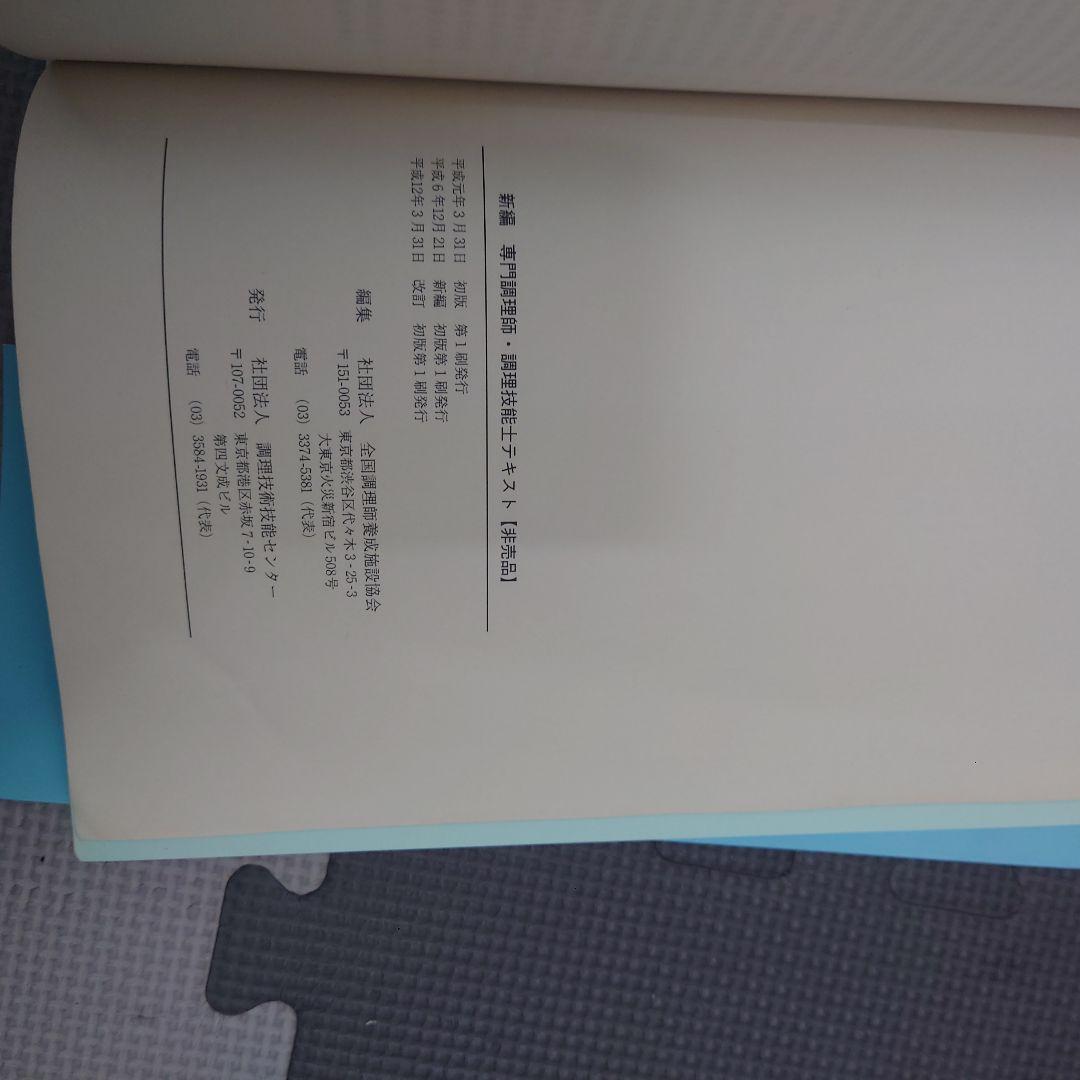 新編　専門調理師・調理技能士テキスト【非売品】
平成元年3月31日　初版　第1刷発行
平成6年12月21日　新編　初版第1刷発行
平成12年3月31日　改訂　初版第1刷発行
編集　社団法人　全国調理師養成施設協会
〒151-0053　東京都渋谷区代々木3-25-3
大東京火災新宿ビル508号
電話　(03) 3374-5381 (代表)
発行　社団法人　調理技術技能センター
〒107-0052　東京都港区赤坂7-10-9
第四文成ビル
電話　(03) 3584-1931 (代表)